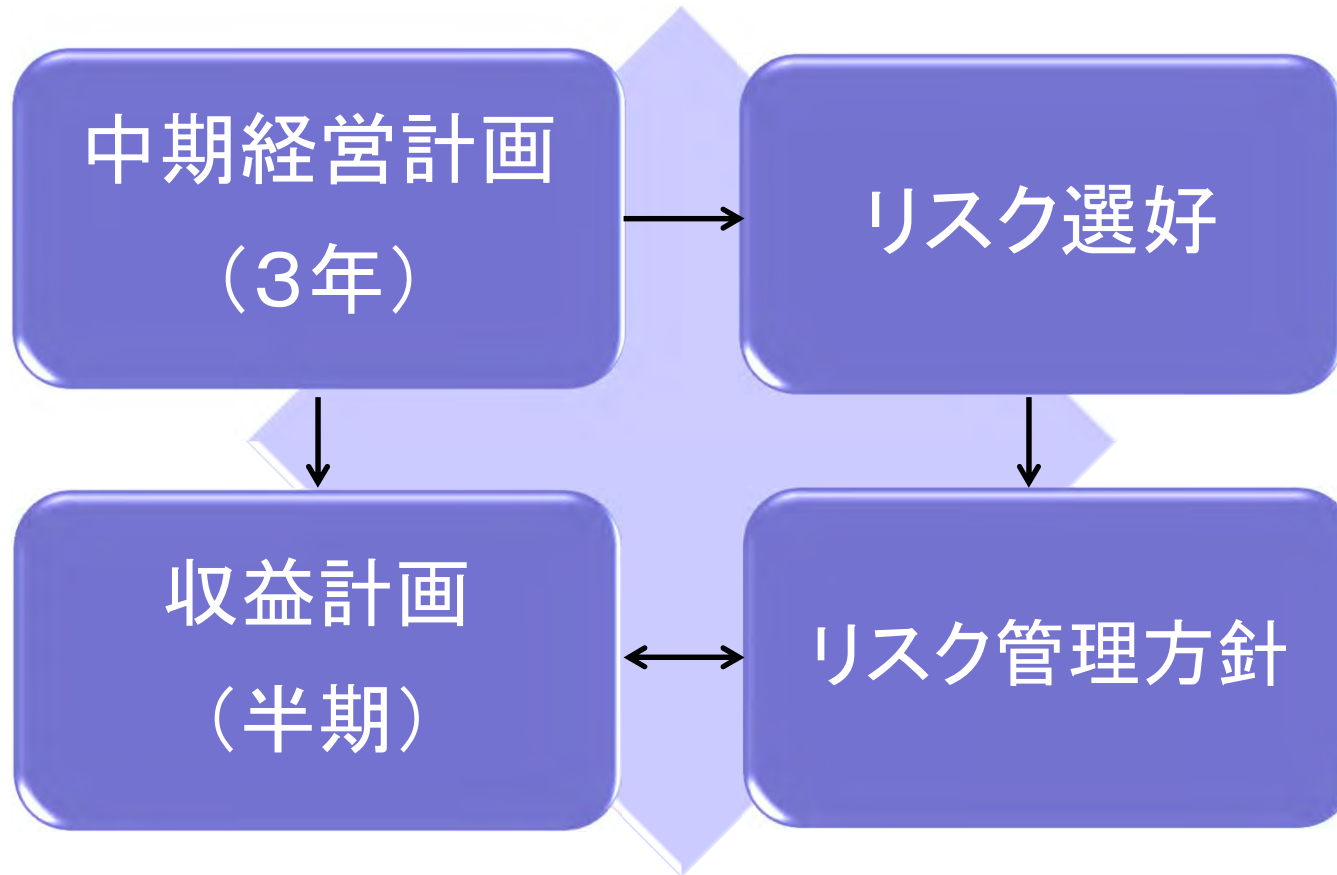 中期経営計画
（３年）
リスク選好
収益計画
（半期）
リスク管理方針